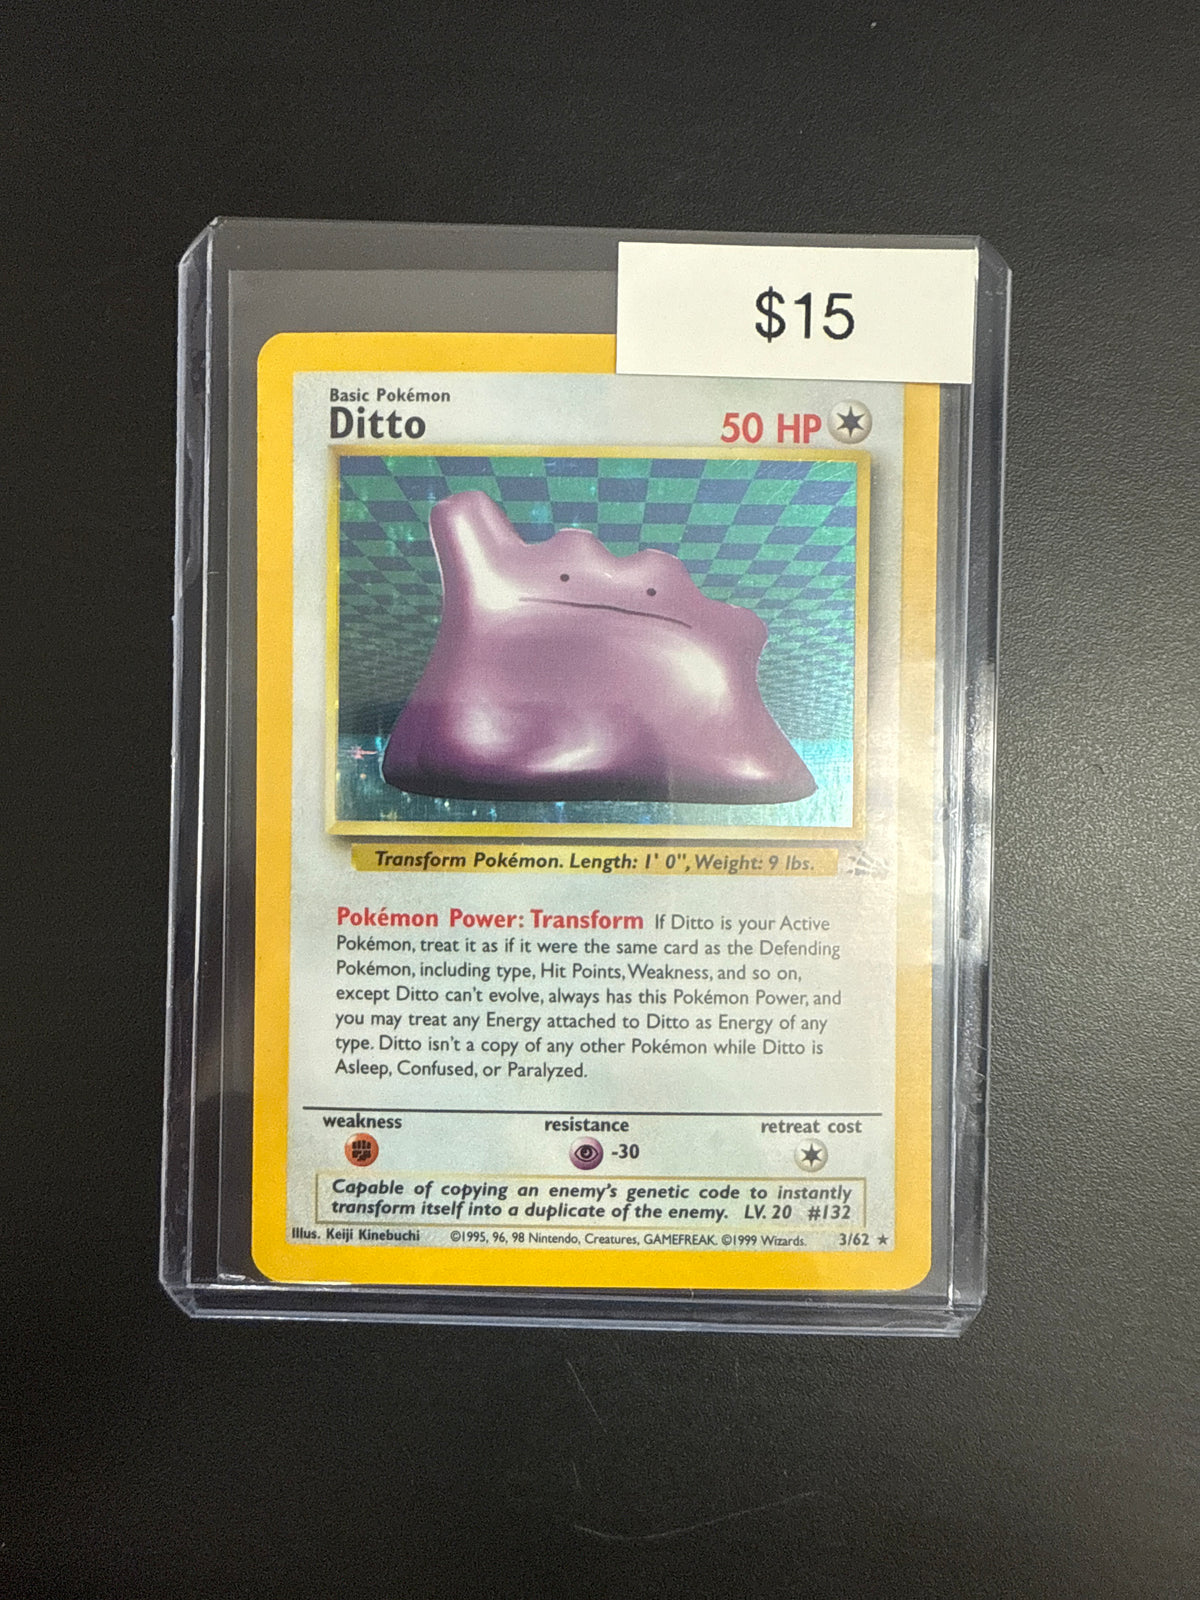 $15
Basic Pokémon
Ditto
50 HP
Transform Pokémon. Length: 1' 0", Weight: 9 lbs.
Pokémon Power: Transform If Ditto is your Active
Pokémon, treat it as if it were the same card as the Defending
Pokémon, including type, Hit Points, Weakness, and so on,
except Ditto can't evolve, always has this Pokémon Power, and
you may treat any Energy attached to Ditto as Energy of any
type. Ditto isn't a copy of any other Pokémon while Ditto is
Asleep, Confused, or Paralyzed.
weakness resistance retreat cost
-30
Capable of copying an enemy's genetic code to instantly
transform itself into a duplicate of the enemy. LV. 20 #132
Illus. Keiji Kinebuchi ©1995, 96, 98 Nintendo, Creatures, GAMEFREAK. ©1999 Wizards. 3/62 ★